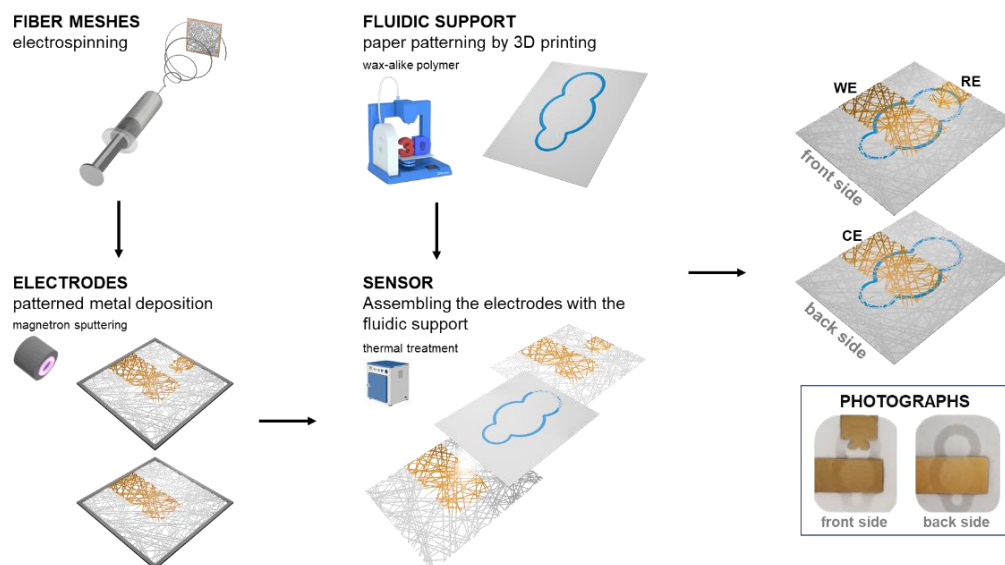 FIBER MESHES
electrospinning
FLUIDIC SUPPORT
paper patterning by 3D printing
wax-alike polymer
3D
ELECTRODES
patterned metal deposition
magnetron sputtering
SENSOR
Assembling the electrodes with the
fluidic support
thermal treatment
WE
RE
front side
CE
back side
PHOTOGRAPHS
front side
back side